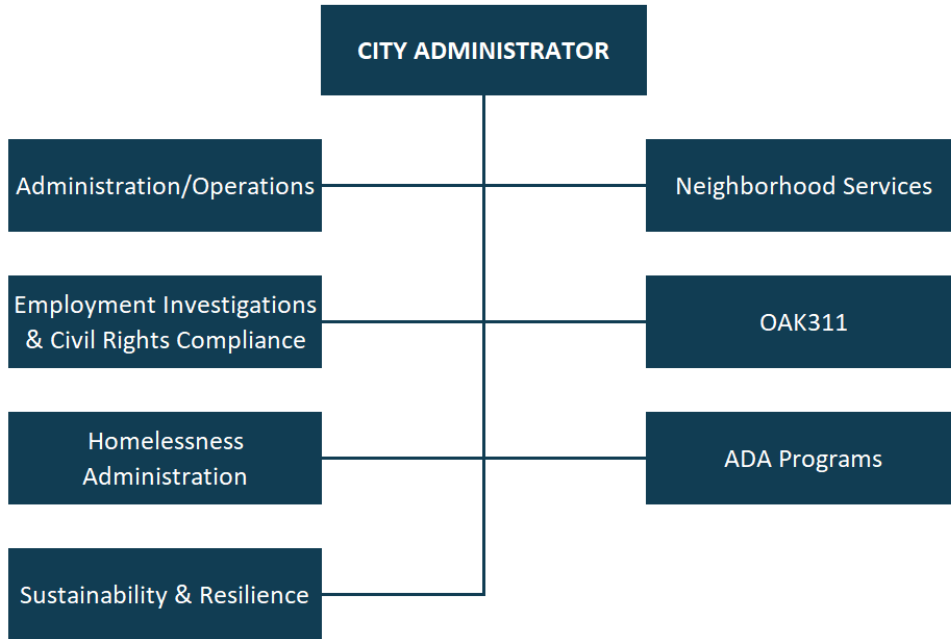 CITY ADMINISTRATOR
Administration/Operations
Neighborhood Services
Employment Investigations
& Civil Rights Compliance
OAK311
Homelessness
Administration
ADA Programs
Sustainability & Resilience